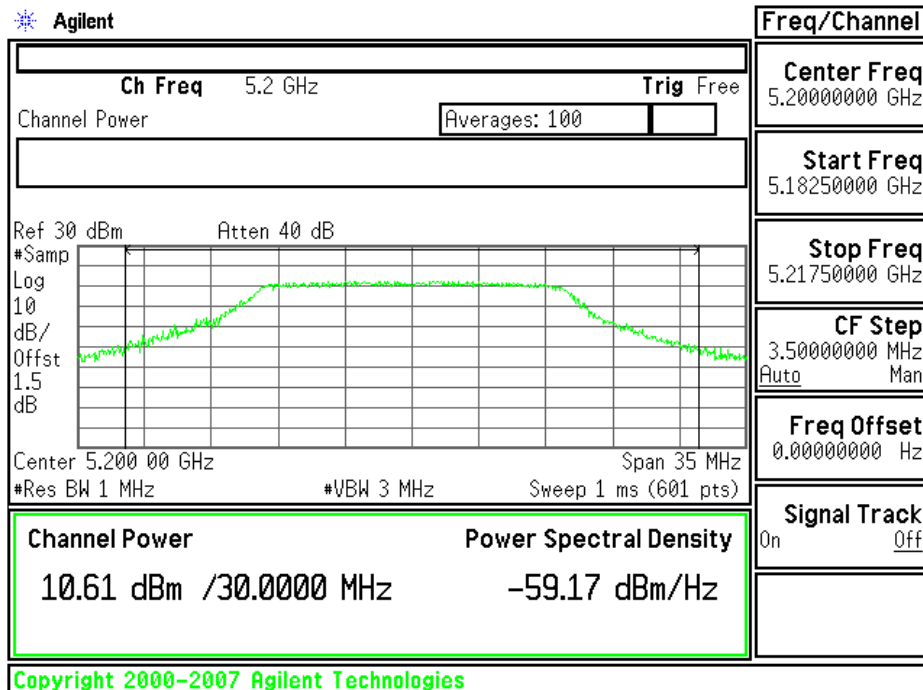 Agilent
Freq/Channel
Ch Freq 5.2 GHz Trig Free
Channel Power Averages: 100
Center Freq
5.20000000 GHz
Start Freq
5.18250000 GHz
Ref 30 dBm Atten 40 dB
#Samp
Log
10
dB/
Offst
1.5
dB
Stop Freq
5.21750000 GHz
CF Step
3.50000000 MHz
Auto Man
Freq Offset
0.00000000 Hz
Center 5.200 00 GHz Span 35 MHz
#Res BW 1 MHz #VBW 3 MHz Sweep 1 ms (601 pts)
Signal Track
On Off
Channel Power Power Spectral Density
10.61 dBm /30.0000 MHz -59.17 dBm/Hz
Copyright 2000-2007 Agilent Technologies